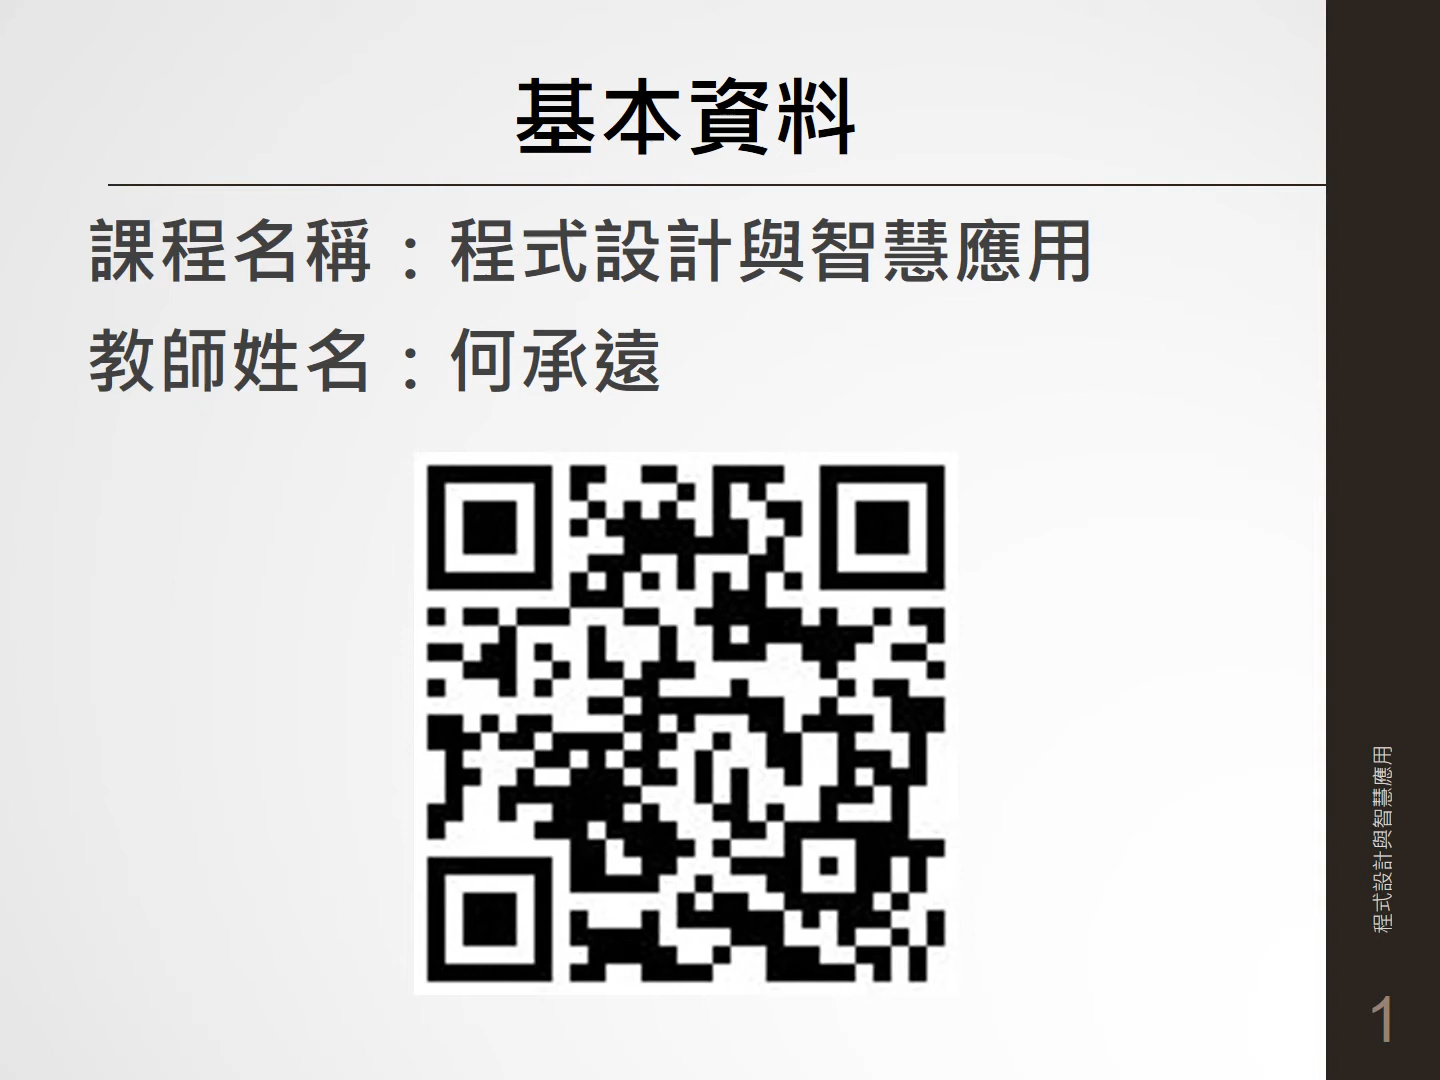 基本資料
課程名稱：程式設計與智慧應用
教師姓名：何承遠
程式設計與智慧應用
1